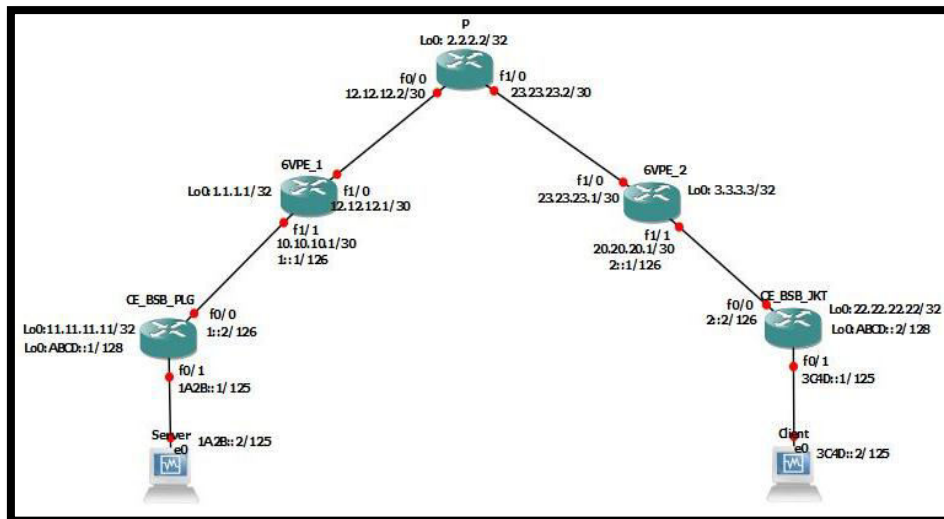 P
Lo0: 2.2.2.2/32
f0/0
12.12.12.2/30
f1/0
23.23.23.2/30
6VPE_1
Lo0:1.1.1.1/32
f1/0
12.12.12.1/30
f1/1
10.10.10.1/30
1::1/126
6VPE_2
f1/0
23.23.23.1/30
Lo0: 3.3.3.3/32
f1/1
20.20.20.1/30
2::1/126
CE_BSB_PLG
f0/0
1::2/126
Lo0:11.11.11.11/32
Lo0:ABCD::1/128
f0/1
1A2B::1/125
Server
e0
1A2B::2/125
CE_BSB_JKT
f0/0
2::2/126
Lo0:22.22.22.22/32
Lo0:ABCD::2/128
f0/1
3C4D::1/125
Client
e0
3C4D::2/125